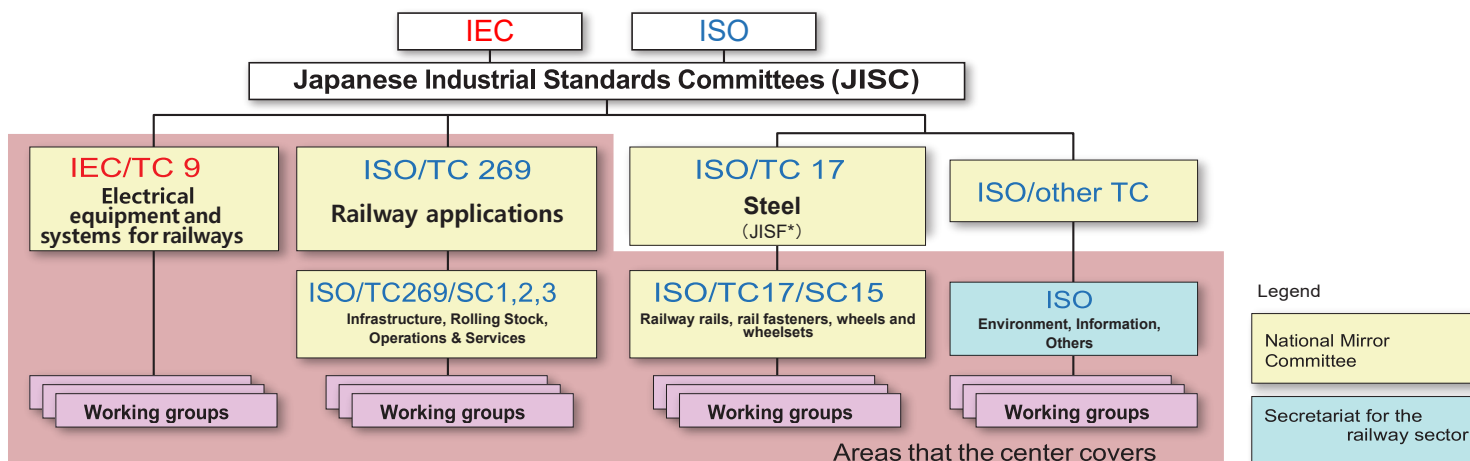 IEC
ISO
Japanese Industrial Standards Committees (JISC)
IEC/TC 9
Electrical
equipment and
systems for railways
ISO/TC 269
Railway applications
ISO/TC 17
Steel
(JISF*)
ISO/other TC
ISO/TC269/SC1,2,3
Infrastructure, Rolling Stock,
Operations & Services
ISO/TC17/SC15
Railway rails, rail fasteners, wheels and
wheelsets
ISO
Environment, Information,
Others
Working groups
Working groups
Working groups
Working groups
Areas that the center covers
Legend
National Mirror
Committee
Secretariat for the
railway sector